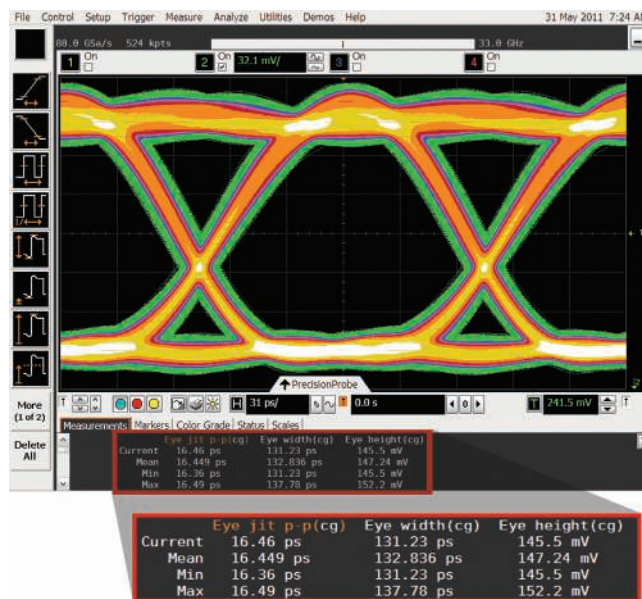 File Control Setup Trigger Measure Analyze Utilities Demos Help 31 May 2011 7:24 AM
80.0 GSa/s 524 kpts 33.0 GHz
1 On 2 On 32.1 mV/ 3 On 4 On
PrecisionProbe
More
(1 of 2)
Delete
All
H 31 ps/ 0.0 s 0 T 241.5 mV
Measurements Markers Color Grade Status Scales
Eye jit p-p(cg) Eye width(cg) Eye height(cg)
Current 16.46 ps 131.23 ps 145.5 mV
Mean 16.449 ps 132.836 ps 147.24 mV
Min 16.36 ps 131.23 ps 145.5 mV
Max 16.49 ps 137.78 ps 152.2 mV
Eye jit p-p(cg) Eye width(cg) Eye height(cg)
Current 16.46 ps 131.23 ps 145.5 mV
Mean 16.449 ps 132.836 ps 147.24 mV
Min 16.36 ps 131.23 ps 145.5 mV
Max 16.49 ps 137.78 ps 152.2 mV